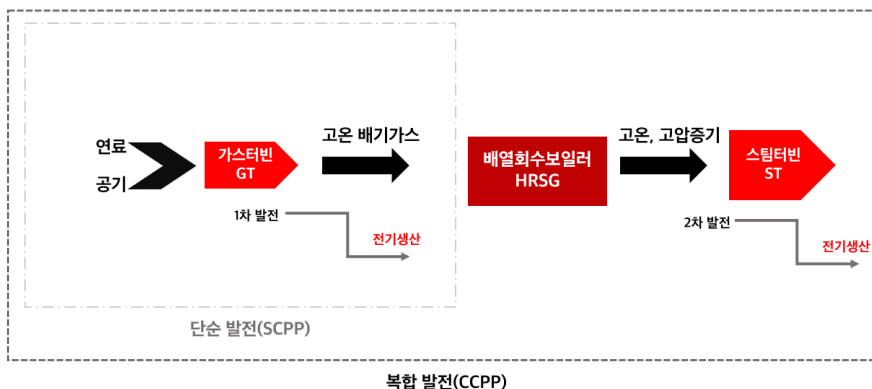 연료
공기
가스터빈
GT
고온 배기가스
배열회수보일러
HRSG
고온, 고압증기
스팀터빈
ST
1차 발전
전기생산
2차 발전
전기생산
단순 발전(SCPP)
복합 발전(CCPP)